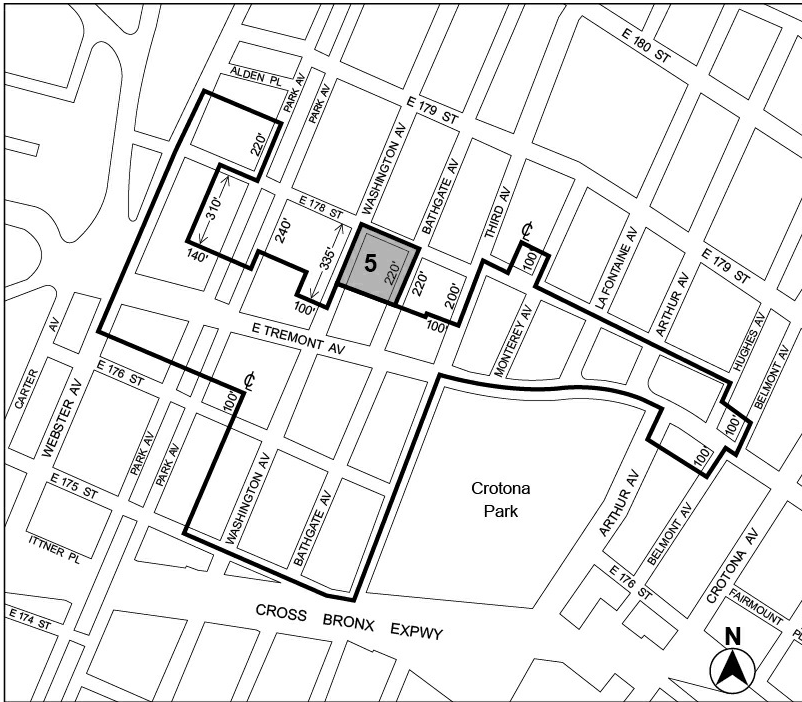 E 180 ST
ALDEN PL
PARK AV
PARK AV
E 179 ST
220'
WASHINGTON AV
BATHGATE AV
THIRD AV
E 178 ST
310'
240'
335'
140'
5
220'
220'
200'
100'
100'
℄
100'
LA FONTAINE AV
ARTHUR AV
E 179 ST
HUGHES AV
BELMONT AV
MONTEREY AV
E TREMONT AV
CARTER AV
WEBSTER AV
E 176 ST
℄
100'
PARK AV
PARK AV
WASHINGTON AV
BATHGATE AV
E 175 ST
ITTNER PL
E 174 ST
Crotona
Park
100'
100'
ARTHUR AV
BELMONT AV
E 176 ST
CROTONA AV
FAIRMOUNT PL
CROSS BRONX EXPWY
N